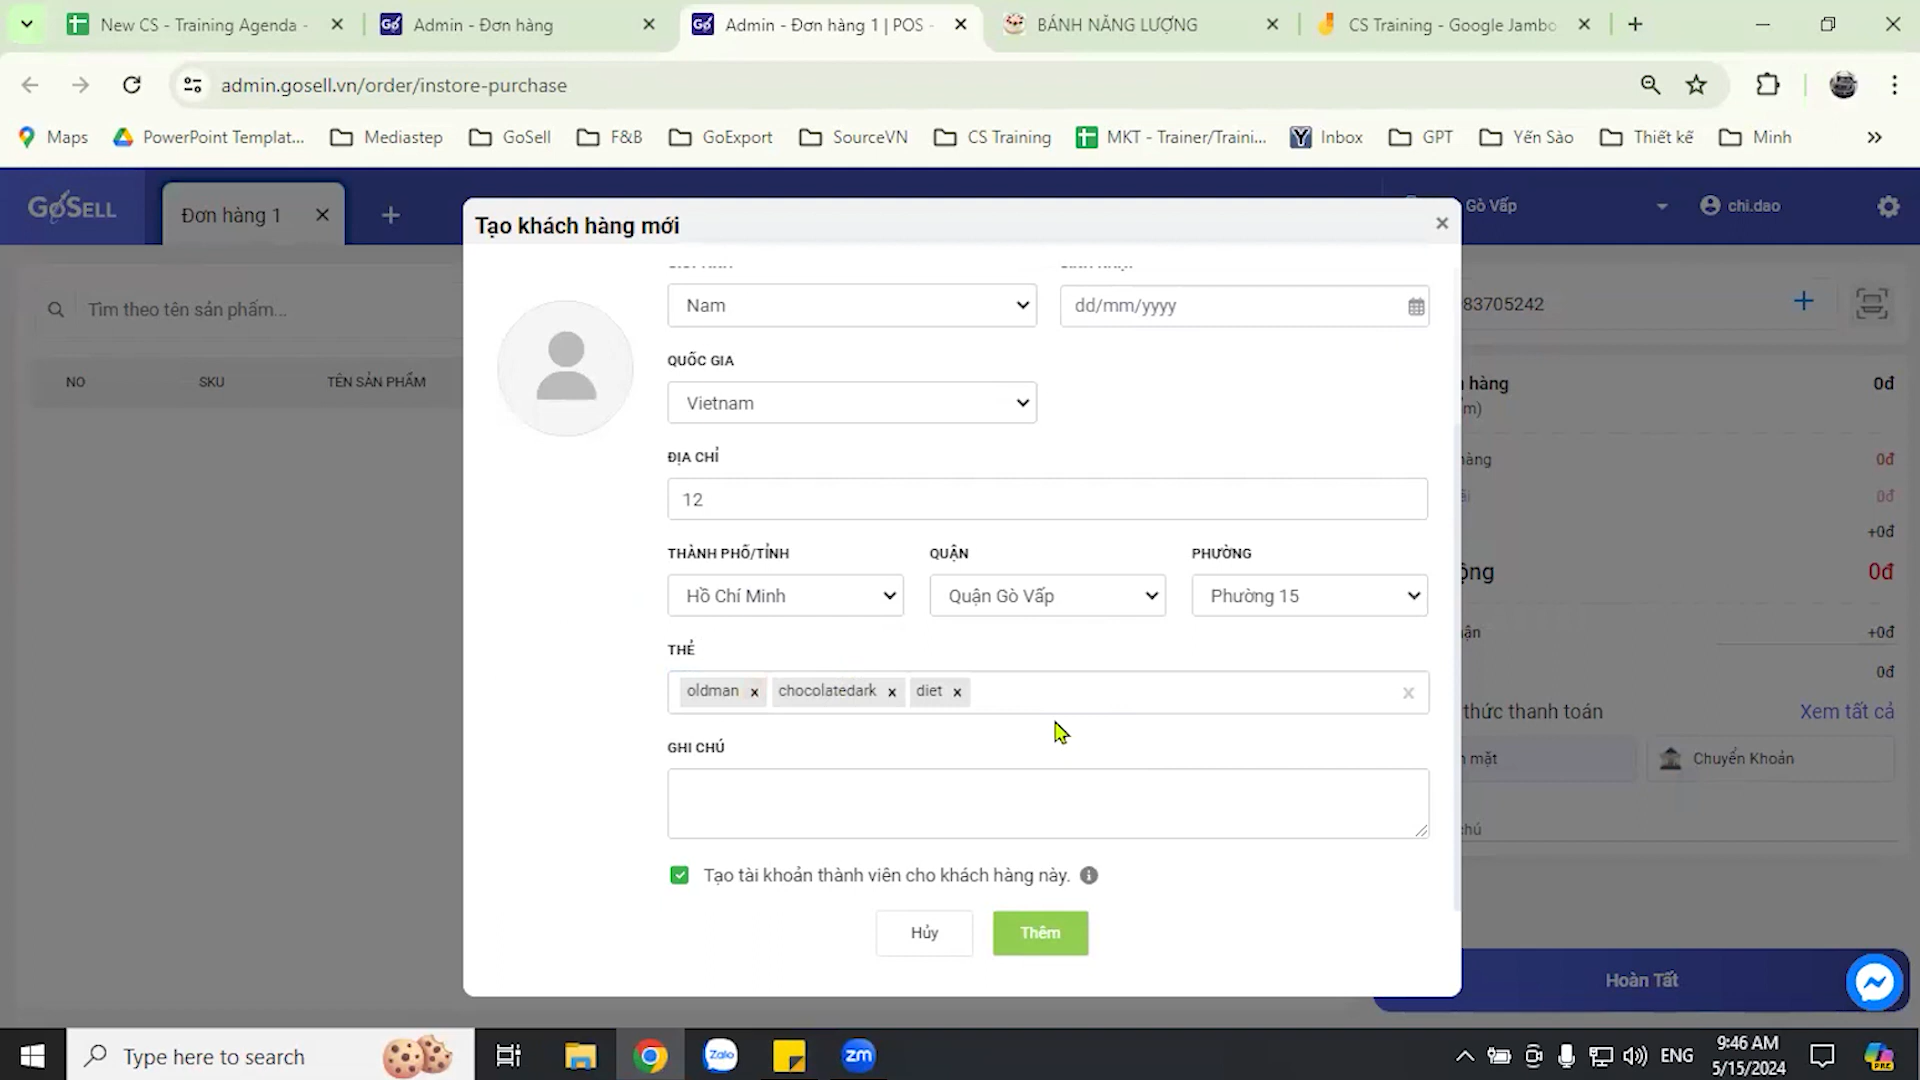 New CS - Training Agenda -
Admin - Đơn hàng
Admin - Đơn hàng 1 | POS -
BÁNH NĂNG LƯỢNG
CS Training - Google Jambo
admin.gosell.vn/order/instore-purchase
Maps
PowerPoint Templat...
Mediastep
GoSell
F&B
GoExport
SourceVN
CS Training
MKT - Trainer/Traini...
Inbox
GPT
Yến Sào
Thiết kế
Minh
GOSELL
Đơn hàng 1
Gò Vấp
chi.dao
Tạo khách hàng mới
Tìm theo tên sản phẩm...
Nam
dd/mm/yyyy
83705242
QUỐC GIA
NO
SKU
TÊN SẢN PHẨM
Vietnam
hàng
0đ
ĐỊA CHỈ
0đ
12
0đ
+0đ
THÀNH PHỐ/TỈNH
QUẬN
PHƯỜNG
0đ
Hồ Chí Minh
Quận Gò Vấp
Phường 15
+0đ
THẺ
0đ
oldman
chocolatedark
diet
thức thanh toán
Xem tất cả
GHI CHÚ
mặt
Chuyển Khoản
Tạo tài khoản thành viên cho khách hàng này.
Hủy
Thêm
Hoàn Tất
Type here to search
Zalo
zm
ENG
9:46 AM
5/15/2024
PRE